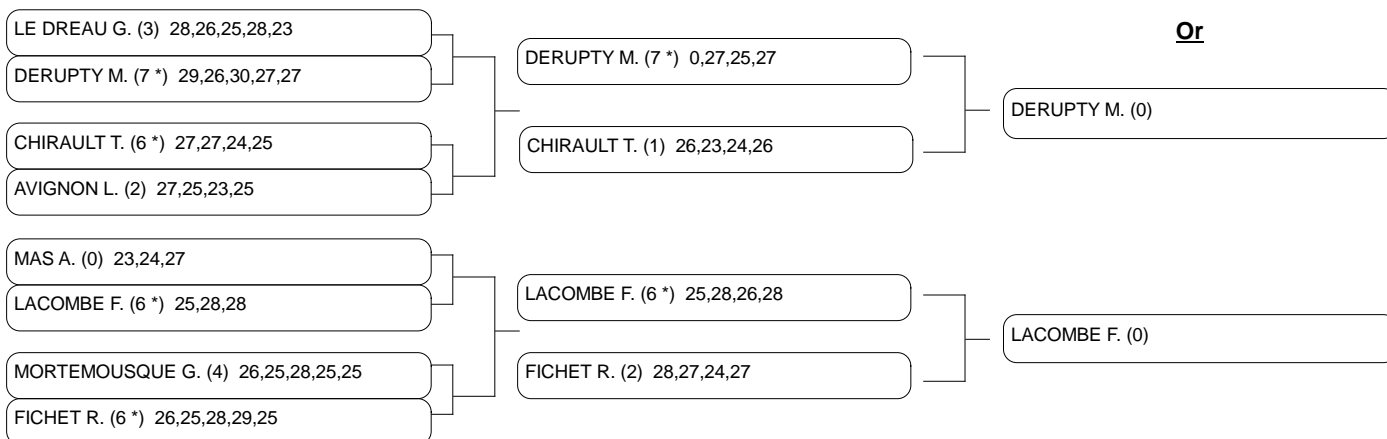 LE DREAU G. (3) 28,26,25,28,23
DERUPTY M. (7 *) 29,26,30,27,27
CHIRAULT T. (6 *) 27,27,24,25
AVIGNON L. (2) 27,25,23,25
MAS A. (0) 23,24,27
LACOMBE F. (6 *) 25,28,28
MORTEMOUSQUE G. (4) 26,25,28,25,25
FICHET R. (6 *) 26,25,28,29,25
DERUPTY M. (7 *) 0,27,25,27
CHIRAULT T. (1) 26,23,24,26
LACOMBE F. (6 *) 25,28,26,28
FICHET R. (2) 28,27,24,27
Or
DERUPTY M. (0)
LACOMBE F. (0)